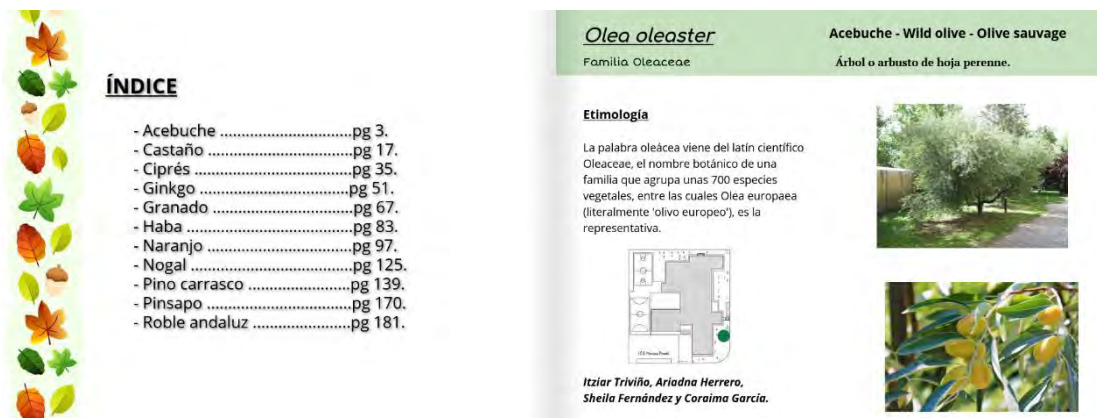 ÍNDICE
- Acebuche ...............................pg 3.
- Castaño ..................................pg 17.
- Ciprés .....................................pg 35.
- Ginkgo ....................................pg 51.
- Granado .................................pg 67.
- Haba .......................................pg 83.
- Naranjo ...................................pg 97.
- Nogal ......................................pg 125.
- Pino carrasco .........................pg 139.
- Pinsapo ..................................pg 170.
- Roble andaluz .......................pg 181.
Olea oleaster
Familia Oleaceae
Acebuche - Wild olive - Olive sauvage
Árbol o arbusto de hoja perenne.
Etimología
La palabra oleácea viene del latín científico
Oleaceae, el nombre botánico de una
familia que agrupa unas 700 especies
vegetales, entre las cuales Olea europaea
(literalmente 'olivo europeo'), es la
representativa.
Itziar Triviño, Ariadna Herrero,
Sheila Fernández y Coraima García.